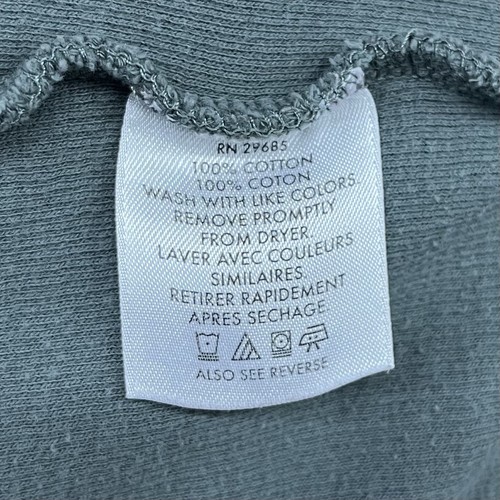 RN 29685
100% COTTON
100% COTON
WASH WITH LIKE COLORS.
REMOVE PROMPTLY
FROM DRYER.
LAVER AVEC COULEURS
SIMILAIRES.
RETIRER RAPIDEMENT
APRES SECHAGE.
ALSO SEE REVERSE